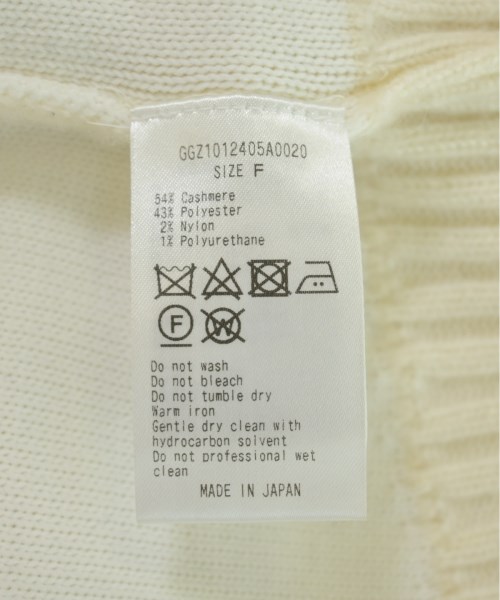 GGZ1012405A0020
SIZE F
54% Cashmere
43% Polyester
2% Nylon
1% Polyurethane
F W
Do not wash
Do not bleach
Do not tumble dry
Warm iron
Gentle dry clean with
hydrocarbon solvent
Do not professional wet
clean
MADE IN JAPAN